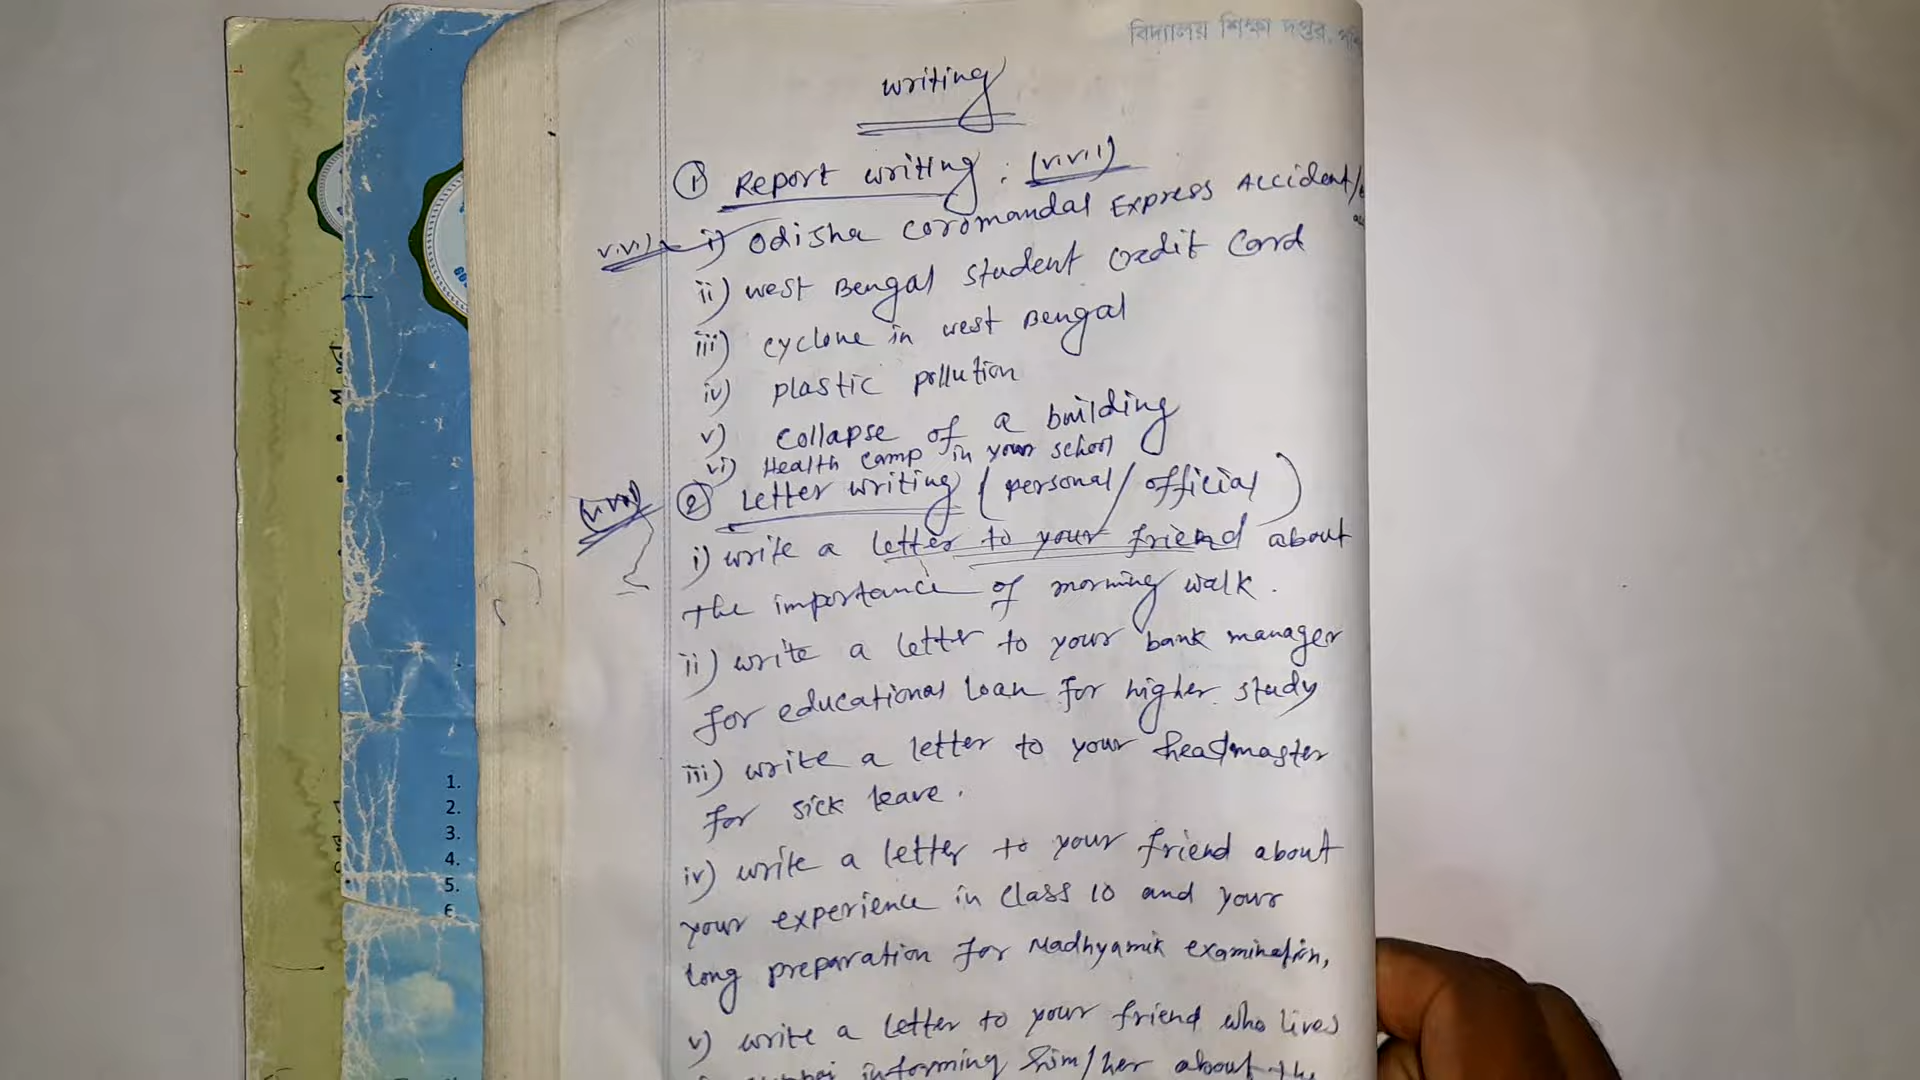 বিদ্যালয় শিক্ষা দপ্তর,
writing
① Report writing : (V.V.I)
V.V.I i) Odisha Coromandal Express Accident/
ii) west Bengal Student Credit Card
iii) cyclone in west Bengal
iv) plastic pollution
v) collapse of a building
vi) Health camp in your school
② Letter writing (personal/official)
i) write a letter to your friend about
the importance of morning walk.
ii) write a letter to your bank manager
for educational loan for higher study
iii) write a letter to your headmaster
for sick leave.
iv) write a letter to your friend about
your experience in class 10 and your
long preparation for Madhyamik examination,
v) write a letter to your friend who lives
informing him/her about the
1.
2.
3.
4.
5.
6